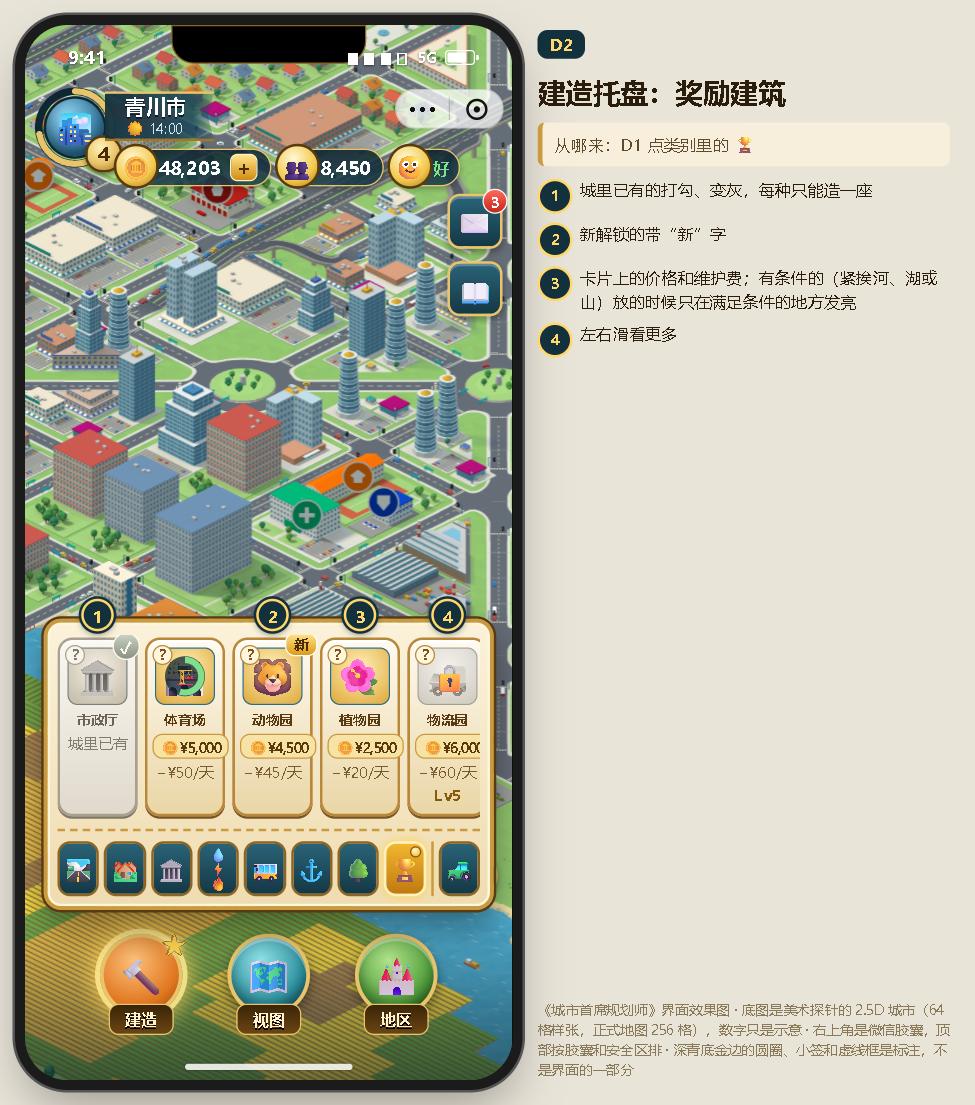 9:41
5G
青川市
14:00
4
48,203
+
8,450
好
3
1
2
3
4
?
✓
市政厅
城里已有
?
体育场
¥5,000
-¥50/天
?
新
动物园
¥4,500
-¥45/天
?
植物园
¥2,500
-¥20/天
?
物流园
¥6,000
-¥60/天
Lv5
建造
视图
地区
D2
建造托盘：奖励建筑
从哪来：D1 点类别里的
1 城里已有的打勾、变灰，每种只能造一座
2 新解锁的带“新”字
3 卡片上的价格和维护费；有条件的（紧挨河、湖或
山）放的时候只在满足条件的地方发亮
4 左右滑看更多
《城市首席规划师》界面效果图 · 底图是美术探针的 2.5D 城市（64
格样张，正式地图 256 格），数字只是示意 · 右上角是微信胶囊，顶
部按胶囊和安全区排 · 深青底金边的圆圈、小签和虚线框是标注，不
是界面的一部分